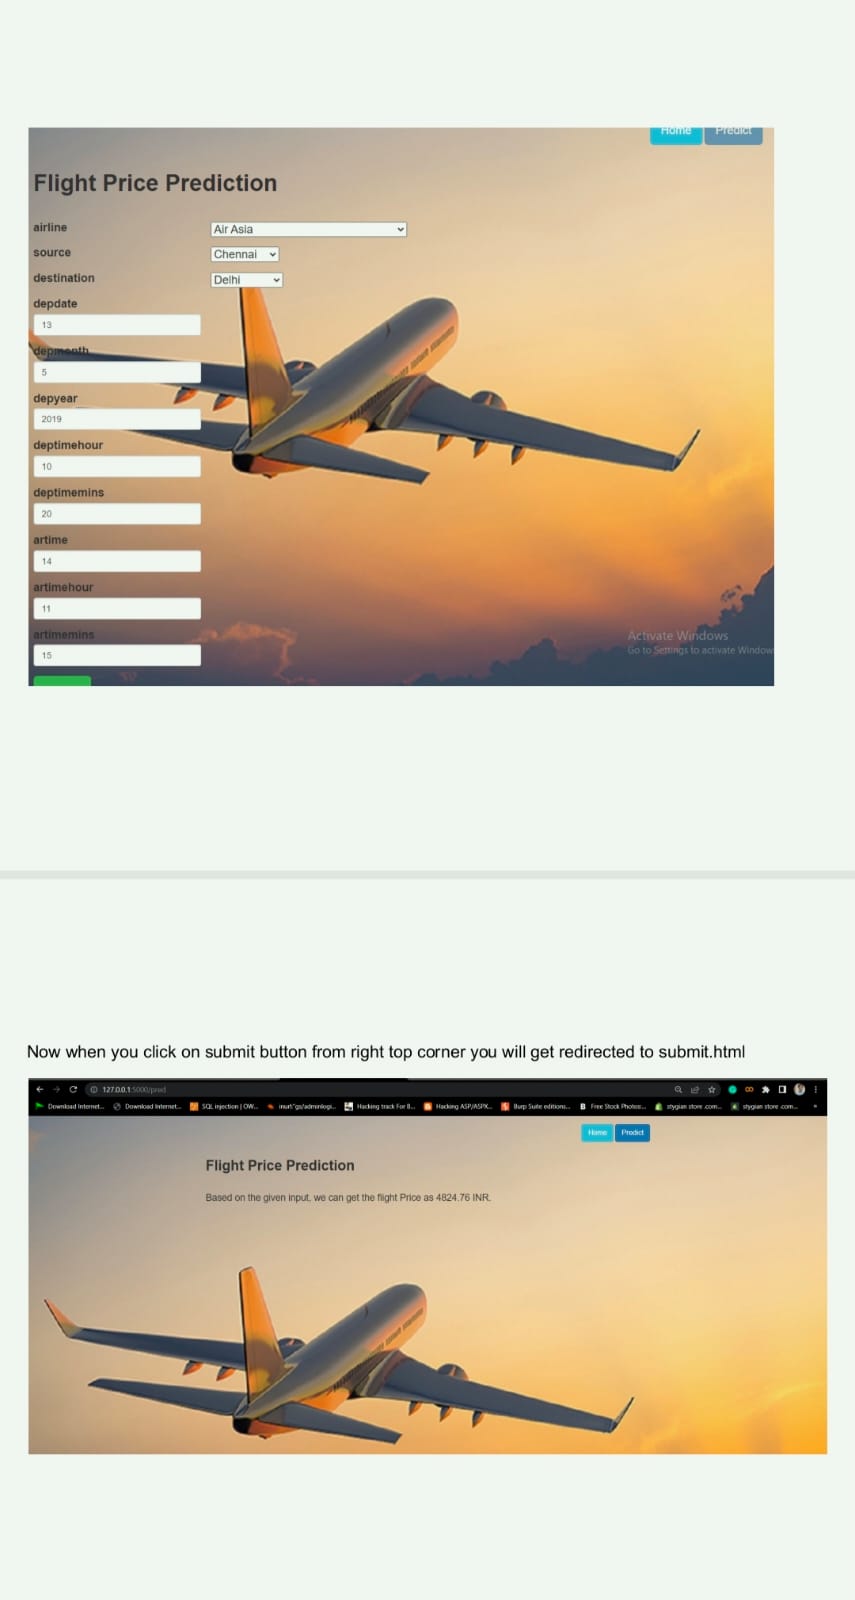 Home Predict
Flight Price Prediction
airline Air Asia
source Chennai
destination Delhi
depdate
13
depmonth
5
depyear
2019
deptimehour
10
deptimemins
20
artime
14
artimehour
11
artimemins
15
Activate Windows
Go to Settings to activate Window
Now when you click on submit button from right top corner you will get redirected to submit.html
127.0.0.1:5000/pred
Download Internet... Download Internet... SQL injection | OW... Hacking track For B... Hacking ASP/ASPX... Burp Suite editions... B Free Stock Photos:... stygian store .com... stygian store .com... »
Home Predict
Flight Price Prediction
Based on the given input, we can get the flight Price as 4824.76 INR.